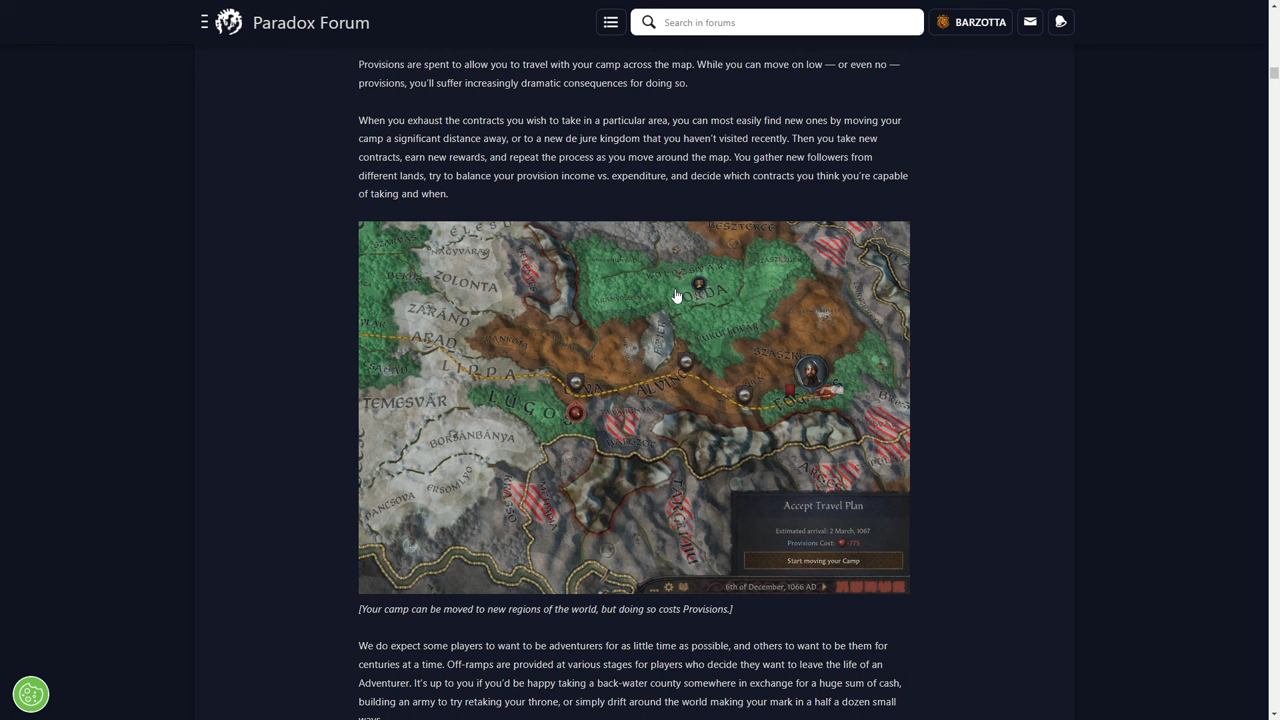 Paradox Forum
Search in forums
BARZOTTA
Provisions are spent to allow you to travel with your camp across the map. While you can move on low — or even no —
provisions, you'll suffer increasingly dramatic consequences for doing so.
When you exhaust the contracts you wish to take in a particular area, you can most easily find new ones by moving your
camp a significant distance away, or to a new de jure kingdom that you haven't visited recently. Then you take new
contracts, earn new rewards, and repeat the process as you move around the map. You gather new followers from
different lands, try to balance your provision income vs. expenditure, and decide which contracts you think you're capable
of taking and when.
NAGYVÁRAD
ZOLONTA
ZARÁND
ARAD
LIPPA
TEMESVÁR
LUGOS
BORSÁNBÁNYA
ERSOMLYO
PANCSOVA
KUKULLOVAR
ALVINC
Accept Travel Plan
Estimated arrival: 2 March, 1067
Provisions Cost: -775
Start moving your Camp
6th of December, 1066 AD
[Your camp can be moved to new regions of the world, but doing so costs Provisions.]
We do expect some players to want to be adventurers for as little time as possible, and others to want to be them for
centuries at a time. Off-ramps are provided at various stages for players who decide they want to leave the life of an
Adventurer. It's up to you if you'd be happy taking a back-water county somewhere in exchange for a huge sum of cash,
building an army to try retaking your throne, or simply drift around the world making your mark in a half a dozen small
ways.